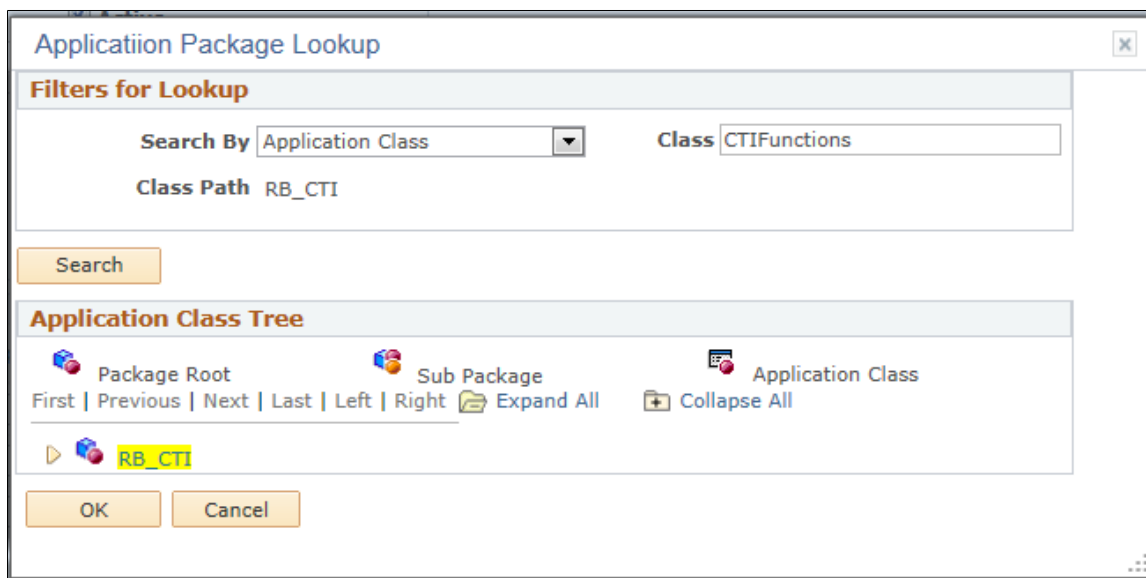 Applicatiion Package Lookup
Filters for Lookup
Search By Application Class Class CTIFunctions
Class Path RB_CTI
Search
Application Class Tree
Package Root Sub Package Application Class
First | Previous | Next | Last | Left | Right Expand All Collapse All
RB_CTI
OK Cancel